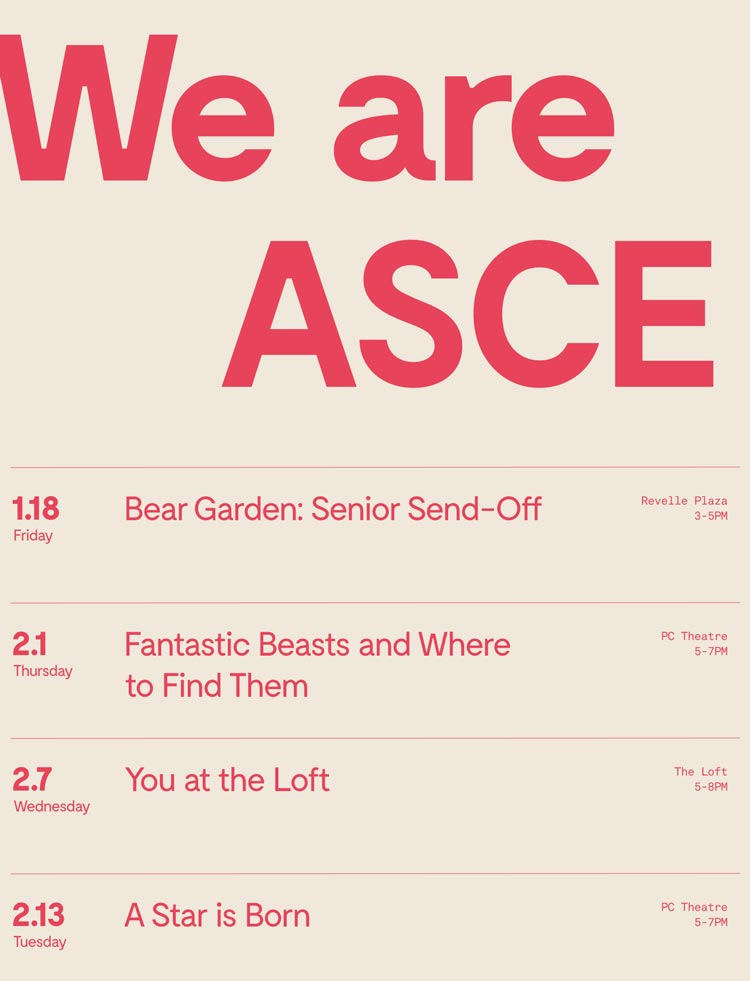 We are
ASCE
1.18
Friday
Bear Garden: Senior Send-Off
Revelle Plaza
3-5PM
2.1
Thursday
Fantastic Beasts and Where
to Find Them
PC Theatre
5-7PM
2.7
Wednesday
You at the Loft
The Loft
5-8PM
2.13
Tuesday
A Star is Born
PC Theatre
5-7PM